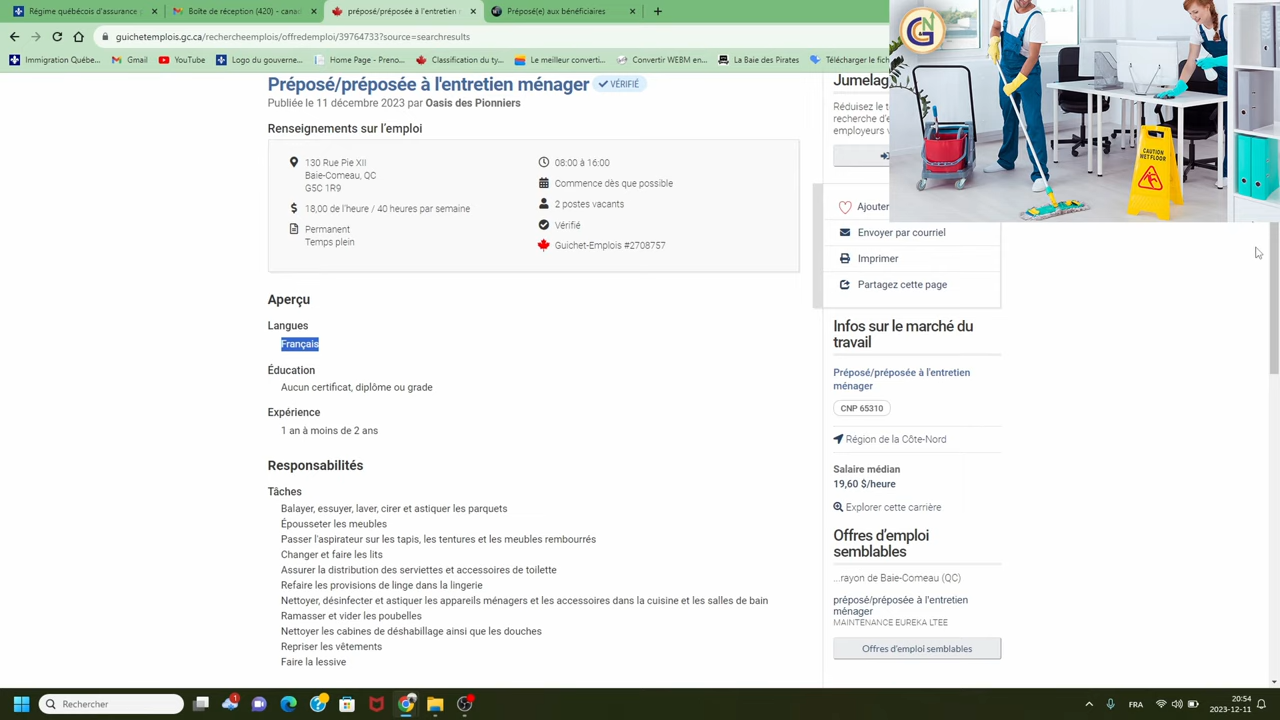 Régime québécois d'assurance p
Boîte de réception (420) - canad
préposé/préposée à l'entretien m
Préposé(e) aux bénéficiaires
guichetemplois.gc.ca/rechercheemplois/offredemploi/39764733?source=searchresults
Immigration Québe...
Gmail
YouTube
Logo du gouverne...
Home Page - Preno...
Classification du ty...
Le meilleur converti...
Convertir WEBM en...
La Baie des Pirates
Télécharger le fich
GN
CAUTION
WET FLOOR
Préposé/préposée à l'entretien ménager
VÉRIFIÉ
Publiée le 11 décembre 2023 par Oasis des Pionniers
Renseignements sur l'emploi
130 Rue Pie XII
Baie-Comeau, QC
G5C 1R9
18,00 de l'heure / 40 heures par semaine
Permanent
Temps plein
08:00 à 16:00
Commence dès que possible
2 postes vacants
Vérifié
Guichet-Emplois #2708757
Aperçu
Langues
Français
Éducation
Aucun certificat, diplôme ou grade
Expérience
1 an à moins de 2 ans
Responsabilités
Tâches
Balayer, essuyer, laver, cirer et astiquer les parquets
Épousseter les meubles
Passer l'aspirateur sur les tapis, les tentures et les meubles rembourrés
Changer et faire les lits
Assurer la distribution des serviettes et accessoires de toilette
Refaire les provisions de linge dans la lingerie
Nettoyer, désinfecter et astiquer les appareils ménagers et les accessoires dans la cuisine et les salles de bain
Ramasser et vider les poubelles
Nettoyer les cabines de déshabillage ainsi que les douches
Repriser les vêtements
Faire la lessive
Jumelag
Réduisez le t
recherche d'e
employeurs v
Ajouter
Envoyer par courriel
Imprimer
Partagez cette page
Infos sur le marché du
travail
Préposé/préposée à l'entretien
ménager
CNP 65310
Région de la Côte-Nord
Salaire médian
19,60 $/heure
Explorer cette carrière
Offres d'emploi
semblables
...rayon de Baie-Comeau (QC)
préposé/préposée à l'entretien
ménager
MAINTENANCE EUREKA LTEE
Offres d'emploi semblables
Rechercher
1
FRA
20:54
2023-12-11